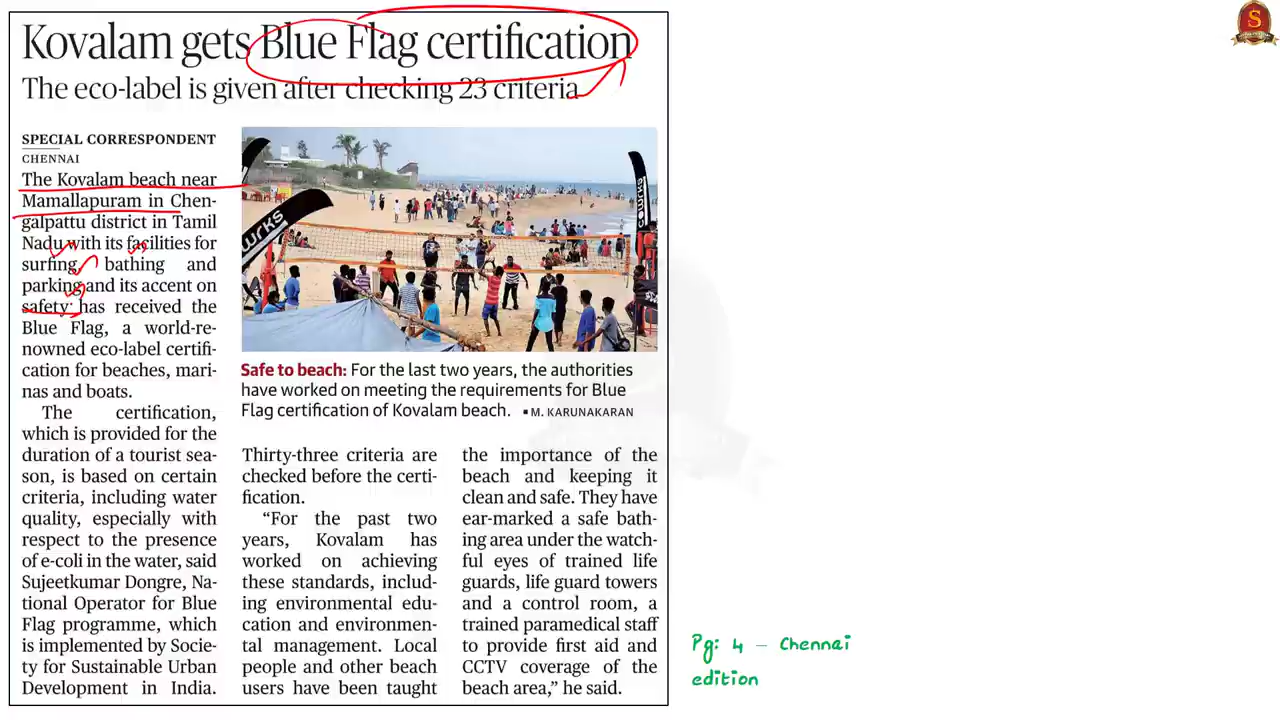 Kovalam gets Blue Flag certification
The eco-label is given after checking 23 criteria
SPECIAL CORRESPONDENT
CHENNAI
The Kovalam beach near
Mamallapuram in Chen-
galpattu district in Tamil
Nadu with its facilities for
surfing, bathing and
parking and its accent on
safety: has received the
Blue Flag, a world-re-
nowned eco-label certifi-
cation for beaches, mari-
nas and boats.
The certification,
which is provided for the
duration of a tourist sea-
son, is based on certain
criteria, including water
quality, especially with
respect to the presence
of e-coli in the water, said
Sujeetkumar Dongre, Na-
tional Operator for Blue
Flag programme, which
is implemented by Socie-
ty for Sustainable Urban
Development in India.
Safe to beach: For the last two years, the authorities
have worked on meeting the requirements for Blue
Flag certification of Kovalam beach. ▪ M. KARUNAKARAN
Thirty-three criteria are
checked before the certi-
fication.
“For the past two
years, Kovalam has
worked on achieving
these standards, includ-
ing environmental edu-
cation and environmen-
tal management. Local
people and other beach
users have been taught
the importance of the
beach and keeping it
clean and safe. They have
ear-marked a safe bath-
ing area under the watch-
ful eyes of trained life
guards, life guard towers
and a control room, a
trained paramedical staff
to provide first aid and
CCTV coverage of the
beach area,” he said.
Pg: 4 – Chennai
edition
S